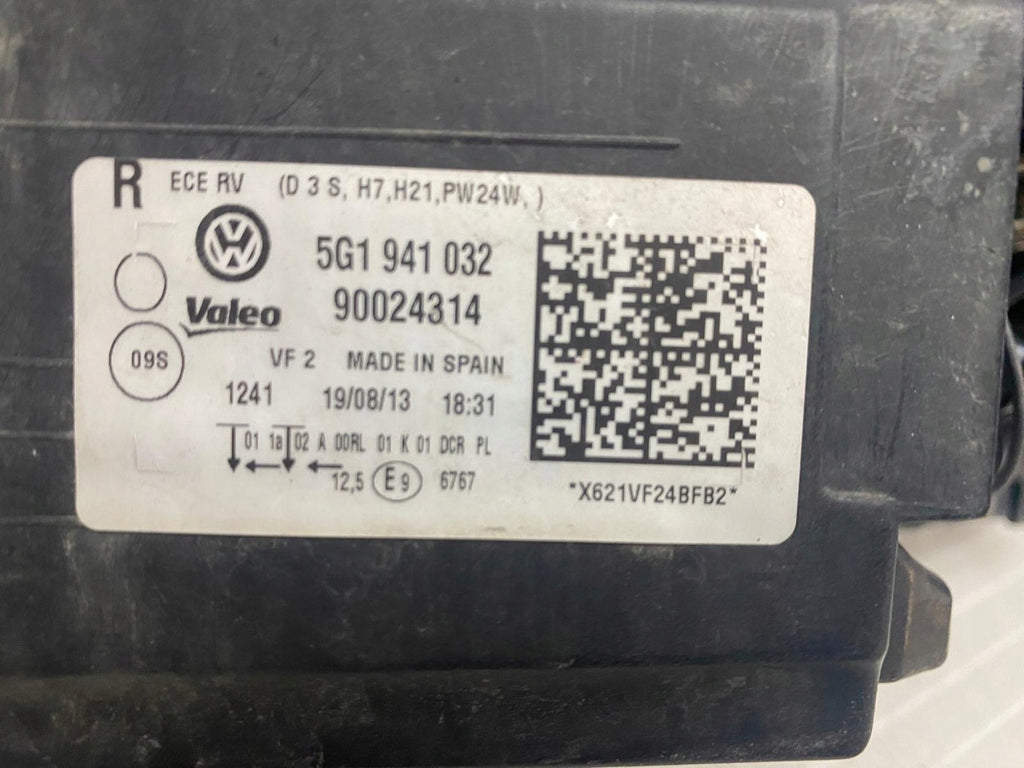 R ECE RV (D 3 S, H7,H21,PW24W, )
5G1 941 032
Valeo 90024314
09S
VF 2 MADE IN SPAIN
1241 19/08/13 18:31
01 1a 02 A 00RL 01 K 01 DCR PL
12,5 E9 6767
*X621VF24BFB2*